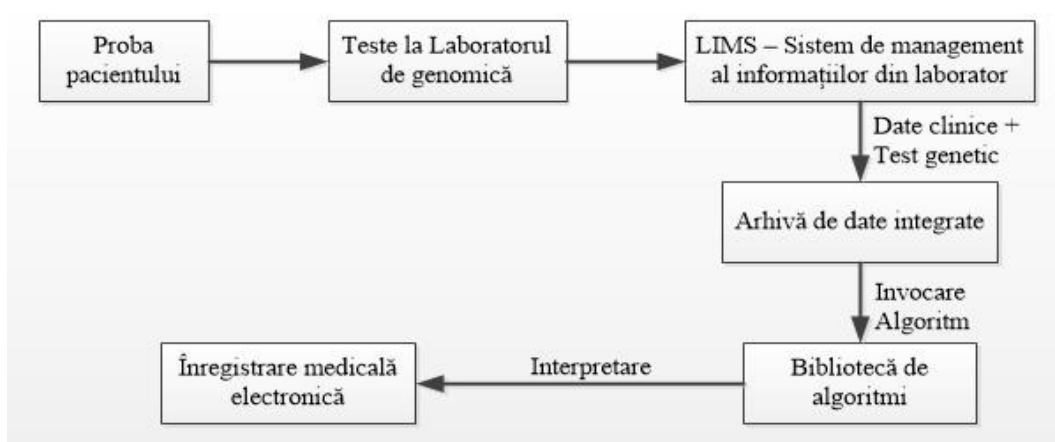 Proba
pacientului
Teste la Laboratorul
de genomică
LIMS – Sistem de management
al informațiilor din laborator
Date clinice +
Test genetic
Arhivă de date integrate
Invocare
Algoritm
Bibliotecă de
algoritmi
Interpretare
Înregistrare medicală
electronică